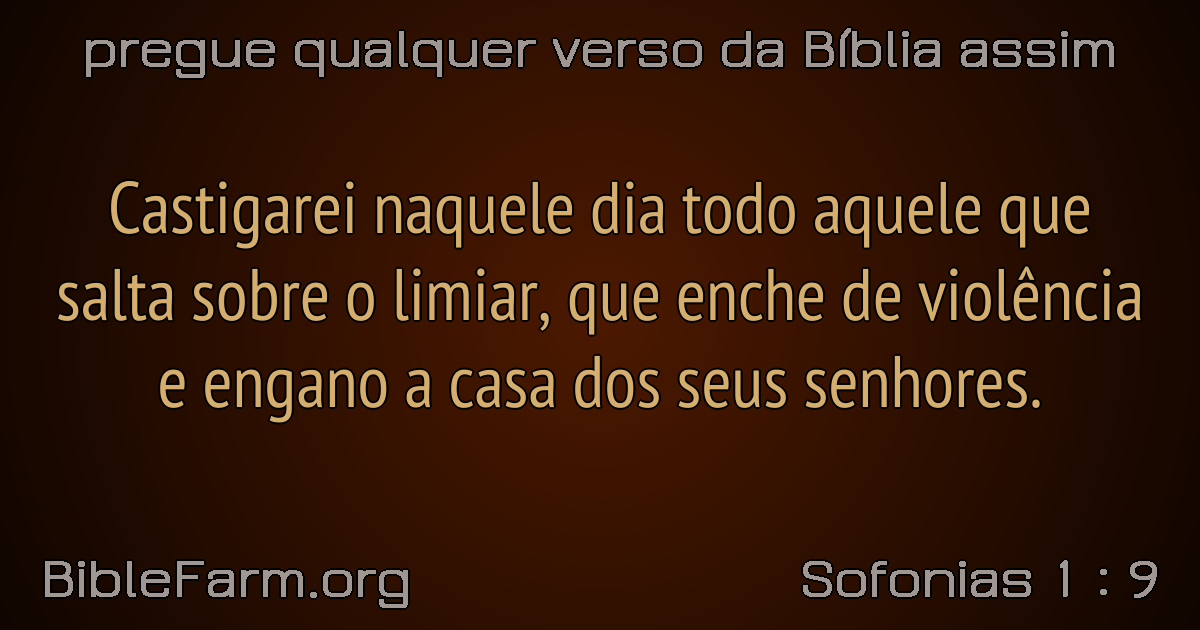 pregue qualquer verso da Bíblia assim
Castigarei naquele dia todo aquele que
salta sobre o limiar, que enche de violência
e engano a casa dos seus senhores.
BibleFarm.org
Sofonias 1 : 9